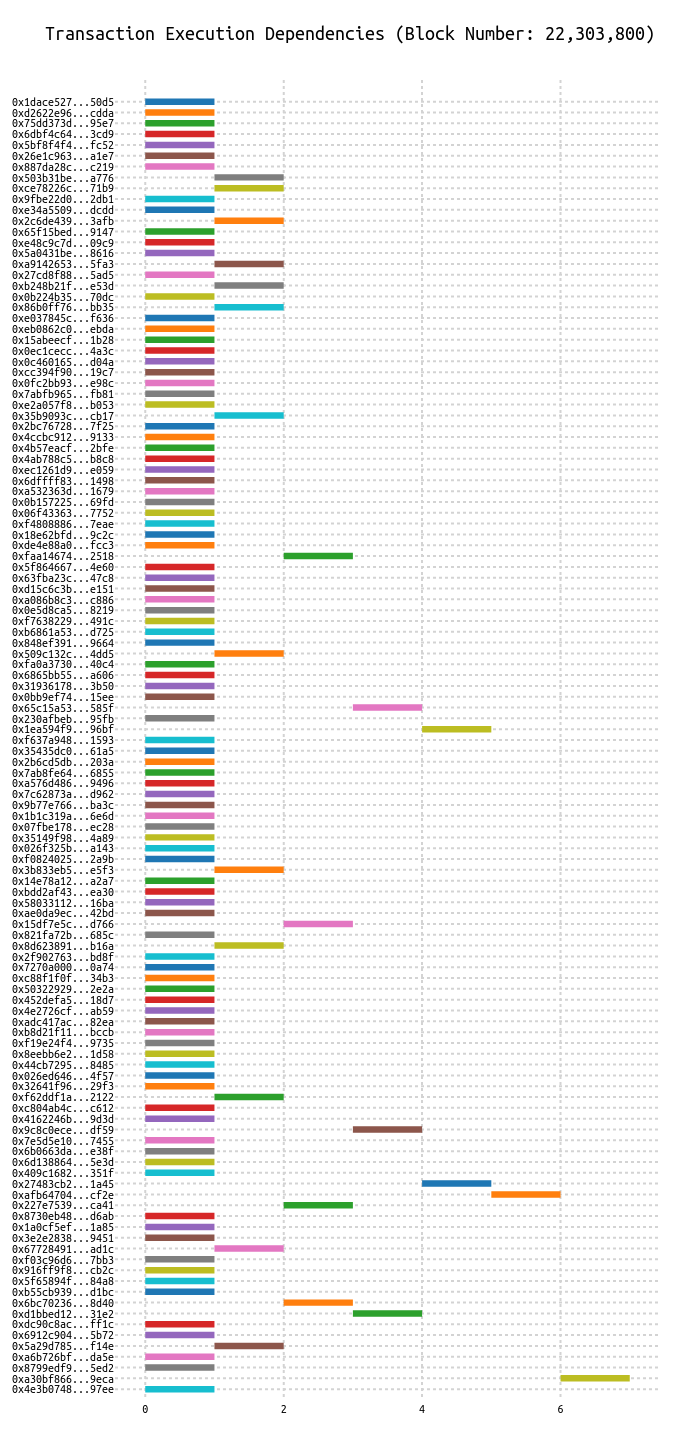 Transaction Execution Dependencies (Block Number: 22,303,800)
0x1dace527...50d5
0xd2622e96...cdda
0x75dd373d...95e7
0x6dbf4c64...3cd9
0x5bf8f4f4...fc52
0x26e1c963...a1e7
0x887da28c...c219
0x503b31be...a776
0xce78226c...71b9
0x9fbe22d0...2db1
0xe34a5509...dcdd
0x2c6de439...3afb
0x65f15bed...9147
0xe48c9c7d...09c9
0x5a0431be...8616
0xa9142653...5fa3
0x27cd8f88...5ad5
0xb248b21f...e53d
0x0b224b35...70dc
0x86b0ff76...bb35
0xe037845c...f636
0xeb0862c0...ebda
0x15abeecf...1b28
0x0ec1cecc...4a3c
0x0c460165...d04a
0xcc394f90...19c7
0x0fc2bb93...e98c
0x7abfb965...fb81
0xe2a057f8...b053
0x35b9093c...cb17
0x2bc76728...7f25
0x4ccbc912...9133
0x4b57eacf...2bfe
0x4ab788c5...b8c8
0xec1261d9...e059
0x6dffff83...1498
0xa532363d...1679
0x0b157225...69fd
0x06f43363...7752
0xf4808886...7eae
0x18e62bfd...9c2c
0xde4e88a0...fcc3
0xfaa14674...2518
0x5f864667...4e60
0x63fba23c...47c8
0xd15c6c3b...e151
0xa086b8c3...c886
0x0e5d8ca5...8219
0xf7638229...491c
0xb6861a53...d725
0x848ef391...9664
0x509c132c...4dd5
0xfa0a3730...40c4
0x6865bb55...a606
0x31936178...3b50
0x0bb9ef74...15ee
0x65c15a53...585f
0x230afbeb...95fb
0x1ea594f9...96bf
0xf637a948...1593
0x35435dc0...61a5
0x2b6cd5db...203a
0x7ab8fe64...6855
0xa576d486...9496
0x7c62873a...d962
0x9b77e766...ba3c
0x1b1c319a...6e6d
0x07fbe178...ec28
0x35149f98...4a89
0x026f325b...a143
0xf0824025...2a9b
0x3b833eb5...e5f3
0x14e78a12...a2a7
0xbdd2af43...ea30
0x58033112...16ba
0xae0da9ec...42bd
0x15df7e5c...d766
0x821fa72b...685c
0x8d623891...b16a
0x2f902763...bd8f
0x7270a000...0a74
0xc88f1f0f...34b3
0x50322929...2e2a
0x452defa5...18d7
0x4e2726cf...ab59
0xadc417ac...82ea
0xb8d21f11...bccb
0xf19e24f4...9735
0x8eebb6e2...1d58
0x44cb7295...8485
0x026ed646...4f57
0x32641f96...29f3
0xf62ddf1a...2122
0xc804ab4c...c612
0x4162246b...9d3d
0x9c8c0ece...df59
0x7e5d5e10...7455
0x6b0663da...e38f
0x6d138864...5e3d
0x409c1682...351f
0x27483cb2...1a45
0xafb64704...cf2e
0x227e7539...ca41
0x8730eb48...d6ab
0x1a0cf5ef...1a85
0x3e2e2838...9451
0x67728491...ad1c
0xf03c96d6...7bb3
0x916ff9f8...cb2c
0x5f65894f...84a8
0xb55cb939...d1bc
0x6bc70236...8d40
0xd1bbed12...31e2
0xdc90c8ac...ff1c
0x6912c904...5b72
0x5a29d785...f14e
0xa6b726bf...da5e
0x8799edf9...5ed2
0xa30bf866...9eca
0x4e3b0748...97ee
0 2 4 6